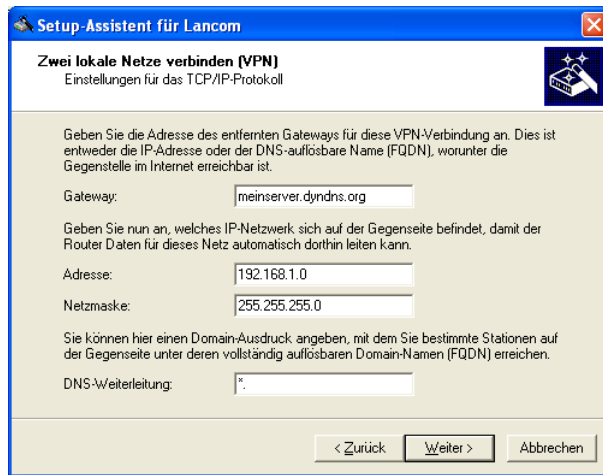 Setup-Assistent für Lancom
Zwei lokale Netze verbinden (VPN)
Einstellungen für das TCP/IP-Protokoll
Geben Sie die Adresse des entfernten Gateways für diese VPN-Verbindung an. Dies ist
entweder die IP-Adresse oder der DNS-auflösbare Name (FQDN), worunter die
Gegenstelle im Internet erreichbar ist.
Gateway: meinserver.dyndns.org
Geben Sie nun an, welches IP-Netzwerk sich auf der Gegenseite befindet, damit der
Router Daten für dieses Netz automatisch dorthin leiten kann.
Adresse: 192.168.1.0
Netzmaske: 255.255.255.0
Sie können hier einen Domain-Ausdruck angeben, mit dem Sie bestimmte Stationen auf
der Gegenseite unter deren vollständig auflösbaren Domain-Namen (FQDN) erreichen.
DNS-Weiterleitung: *.
< Zurück Weiter > Abbrechen